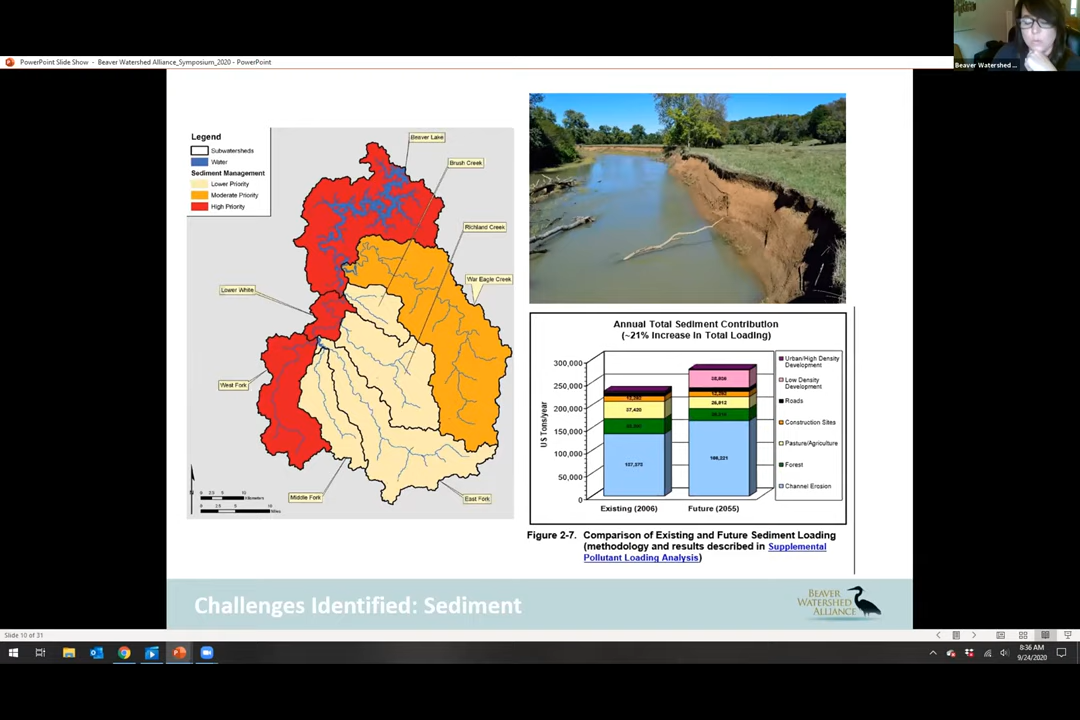 Beaver Watershed ...
PowerPoint Slide Show - Beaver Watershed Alliance_Symposium_2020 - PowerPoint
Legend
Subwatersheds
Water
Sediment Management
Lower Priority
Moderate Priority
High Priority
Beaver Lake
Brush Creek
Richland Creek
War Eagle Creek
Lower White
West Fork
Middle Fork
East Fork
N
Kilometers
Miles
Annual Total Sediment Contribution
(~21% Increase in Total Loading)
US Tons/year
300,000
250,000
200,000
150,000
100,000
50,000
0
37,420
Existing (2006)
Future (2055)
Urban/High Density
Development
Low Density
Development
Roads
Construction Sites
Pasture/Agriculture
Forest
Channel Erosion
Figure 2-7. Comparison of Existing and Future Sediment Loading
(methodology and results described in Supplemental
Pollutant Loading Analysis)
Challenges Identified: Sediment
BEAVER
WATERSHED
ALLIANCE
Slide 10 of 31
8:36 AM
9/24/2020